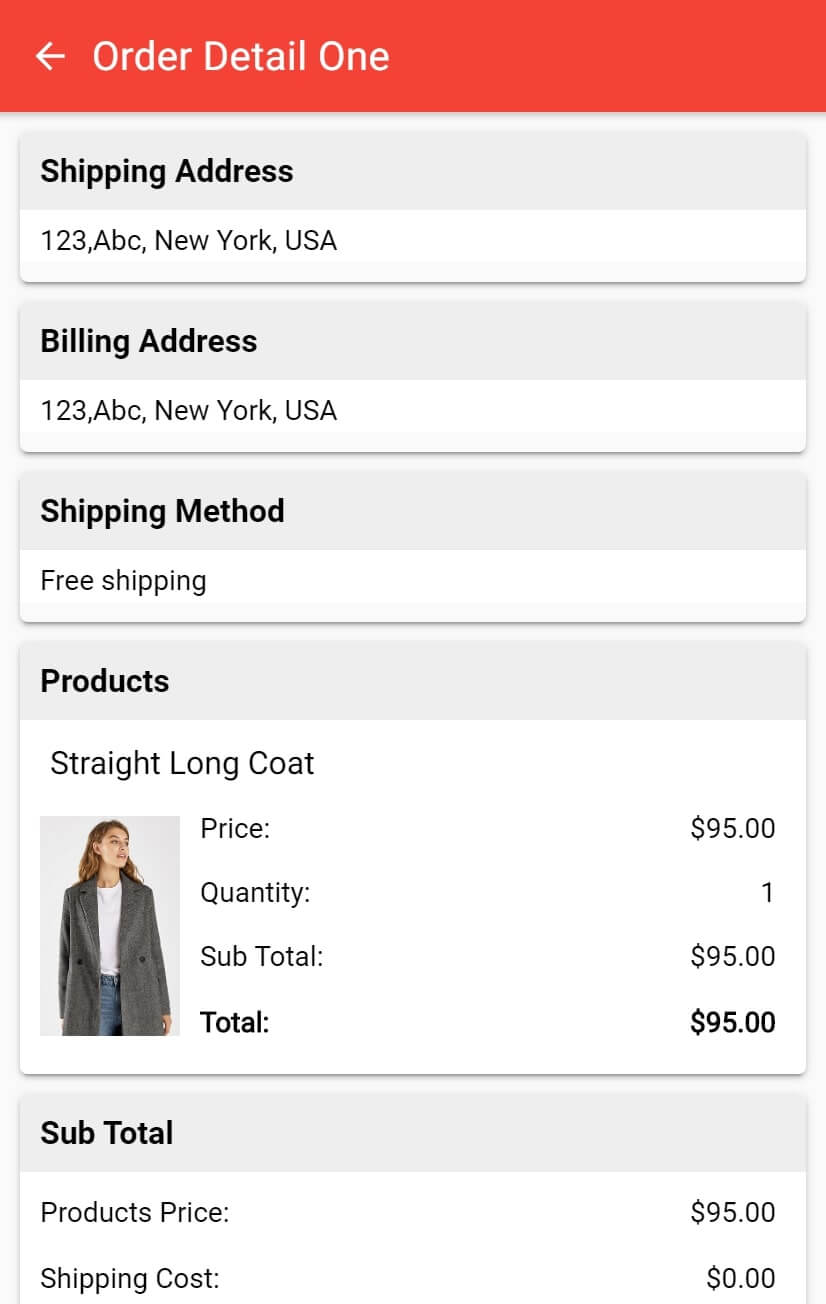 Order Detail One
Shipping Address
123,Abc, New York, USA
Billing Address
123,Abc, New York, USA
Shipping Method
Free shipping
Products
Straight Long Coat
Price: $95.00
Quantity: 1
Sub Total: $95.00
Total: $95.00
Sub Total
Products Price: $95.00
Shipping Cost: $0.00